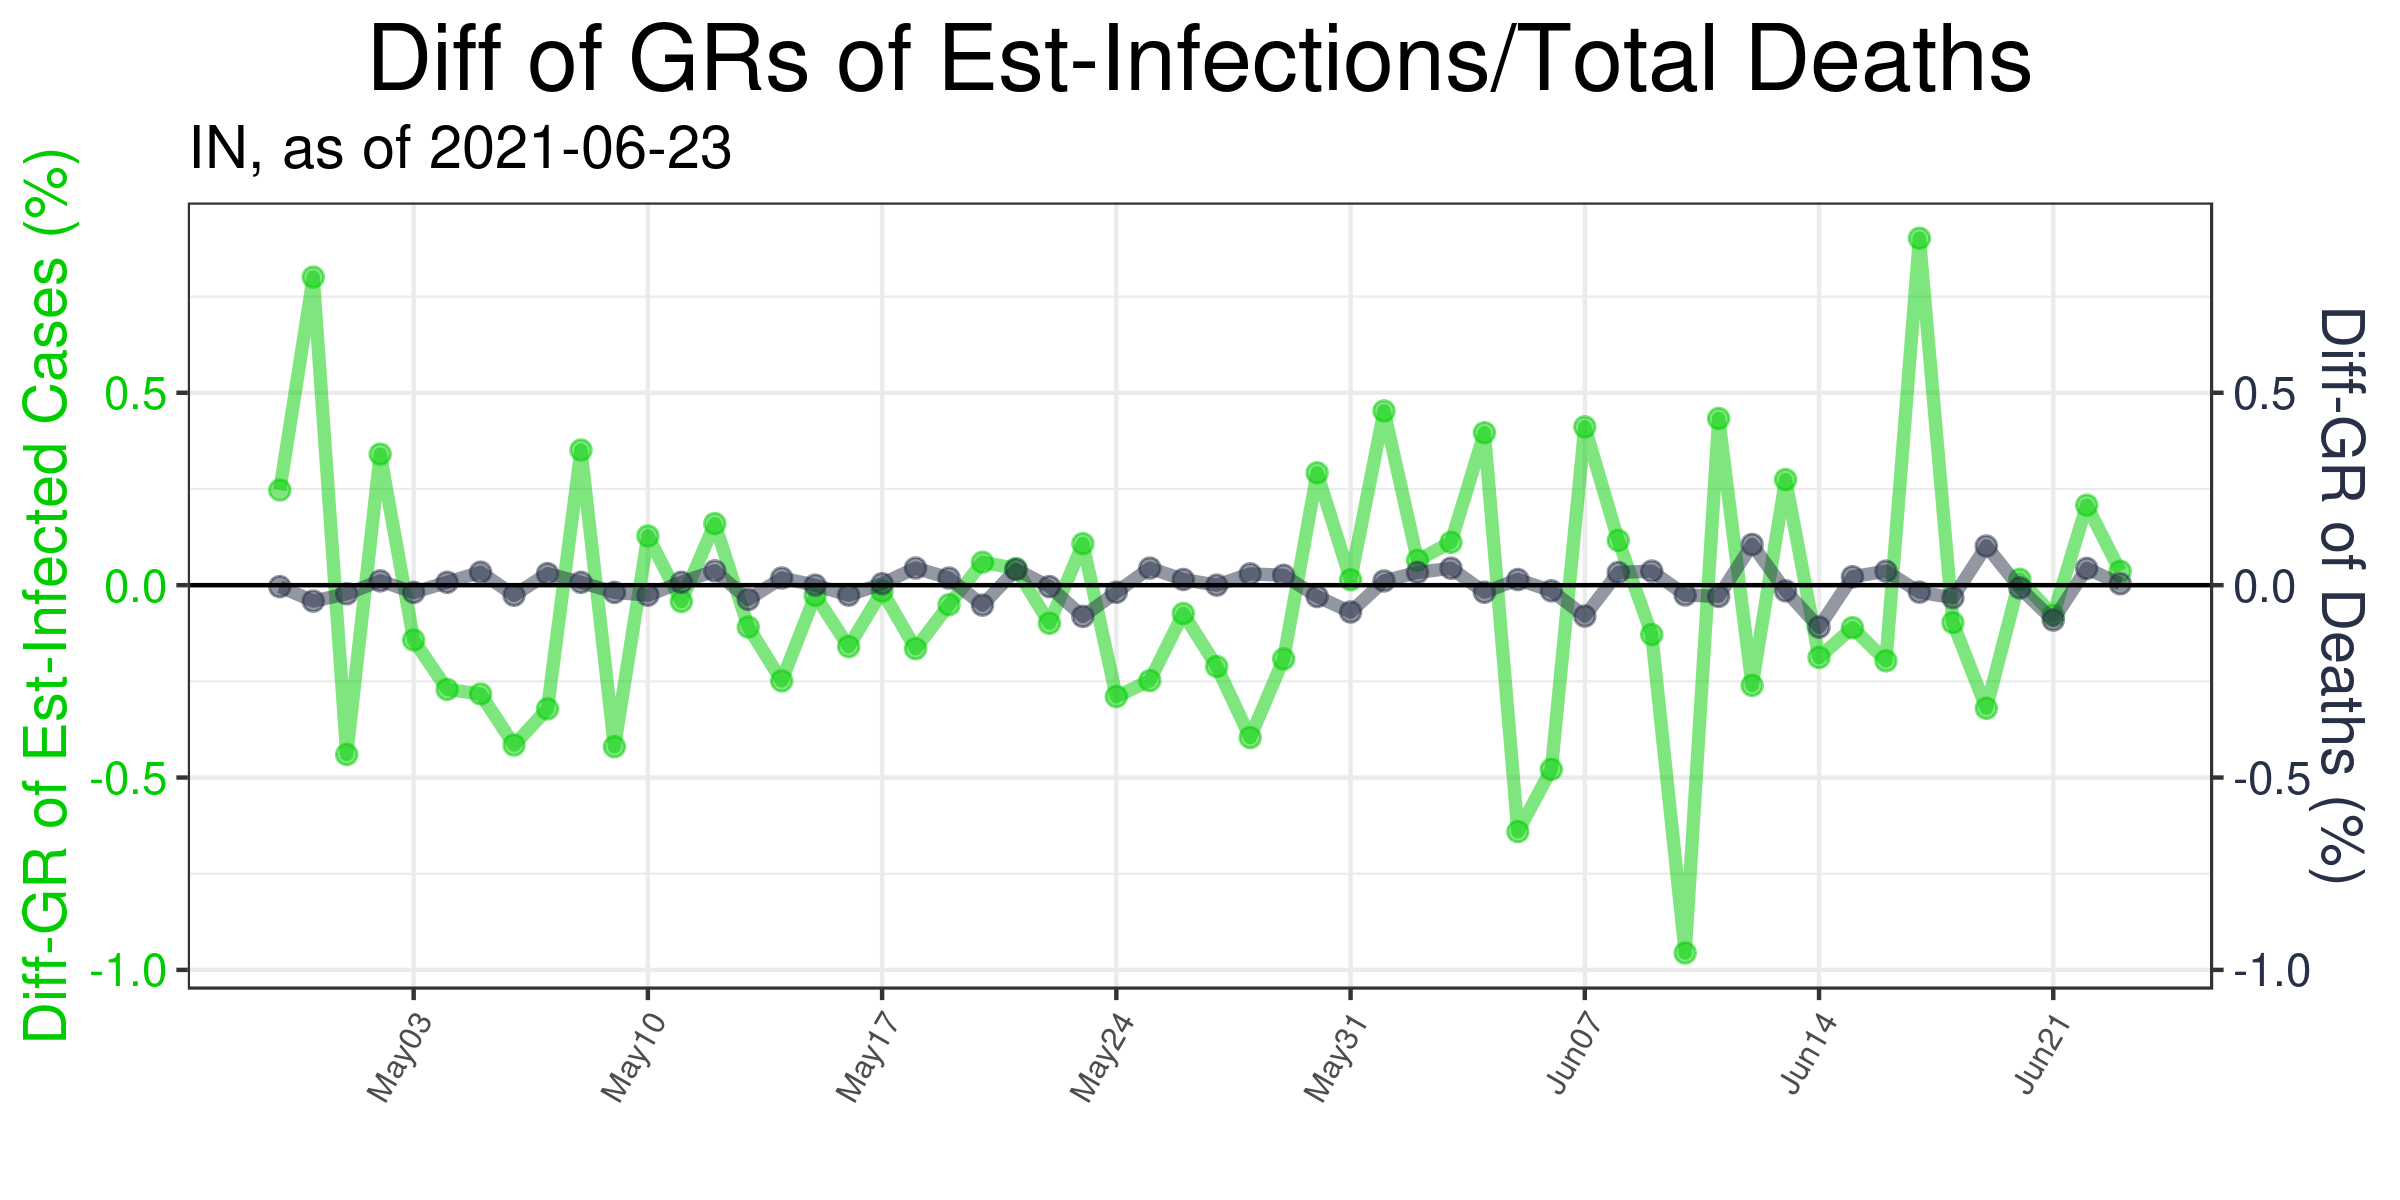 Diff of GRs of Est-Infections/Total Deaths
IN, as of 2021-06-23
Diff-GR of Est-Infected Cases (%)
0.5
0.0
-0.5
-1.0
0.5
0.0
-0.5
-1.0
Diff-GR of Deaths (%)
May03
May10
May17
May24
May31
Jun07
Jun14
Jun21